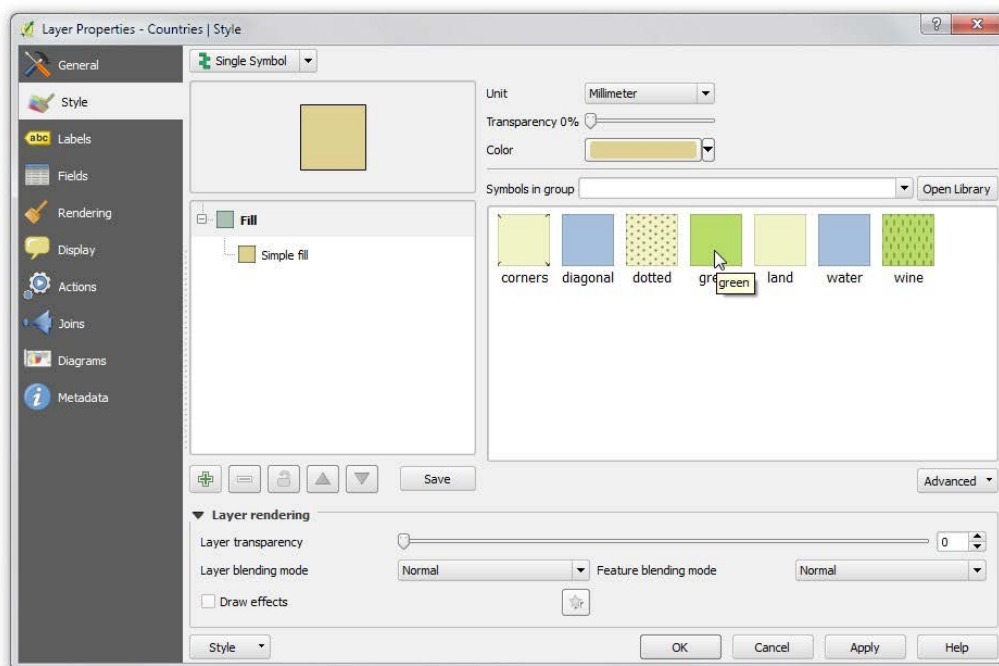 Layer Properties - Countries | Style
General
Style
abc Labels
Fields
Rendering
Display
Actions
Joins
Diagrams
Metadata
Single Symbol
Unit Millimeter
Transparency 0%
Color
Symbols in group Open Library
Fill
Simple fill
corners diagonal dotted land water wine
green
Save
Advanced
Layer rendering
Layer transparency 0
Layer blending mode Normal Feature blending mode Normal
Draw effects
Style OK Cancel Apply Help